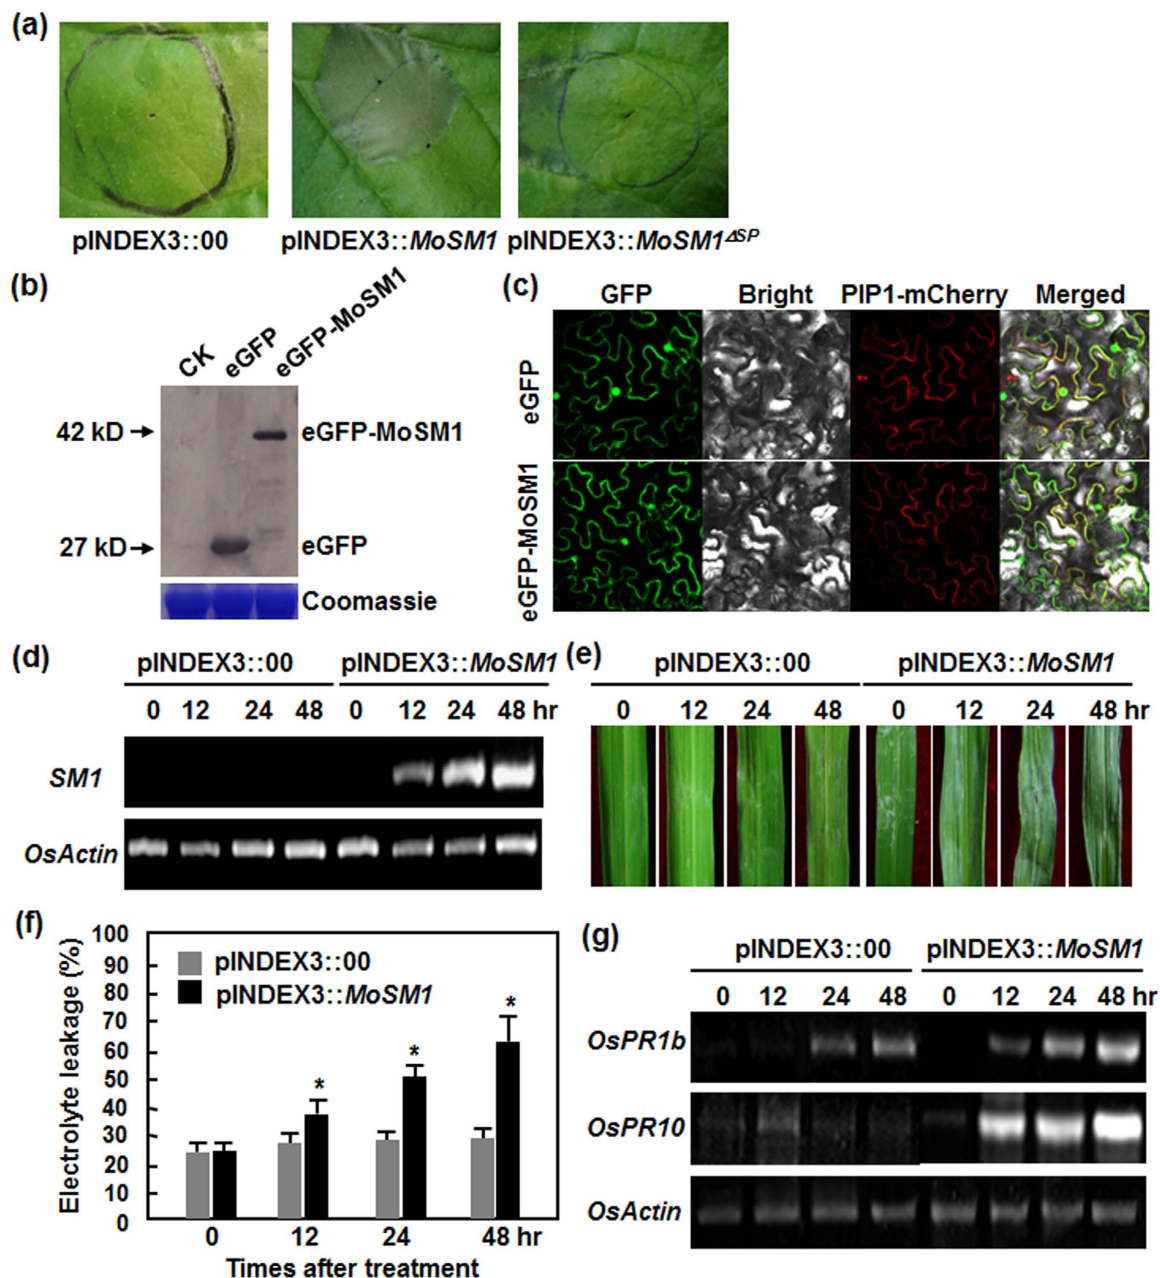 (a)
pINDEX3::00 pINDEX3::MoSM1 pINDEX3::MoSM1ΔSP
(b)
CK eGFP eGFP-MoSM1
42 kD eGFP-MoSM1
27 kD eGFP
Coomassie
(c)
GFP Bright PIP1-mCherry Merged
eGFP
eGFP-MoSM1
(d)
pINDEX3::00 pINDEX3::MoSM1
0 12 24 48 0 12 24 48 hr
SM1
OsActin
(e)
pINDEX3::00 pINDEX3::MoSM1
0 12 24 48 0 12 24 48 hr
(f)
Electrolyte leakage (%)
100
90
80
70
60
50
40
30
20
10
0
pINDEX3::00
pINDEX3::MoSM1
* * *
0 12 24 48 hr
Times after treatment
(g)
pINDEX3::00 pINDEX3::MoSM1
0 12 24 48 0 12 24 48 hr
OsPR1b
OsPR10
OsActin